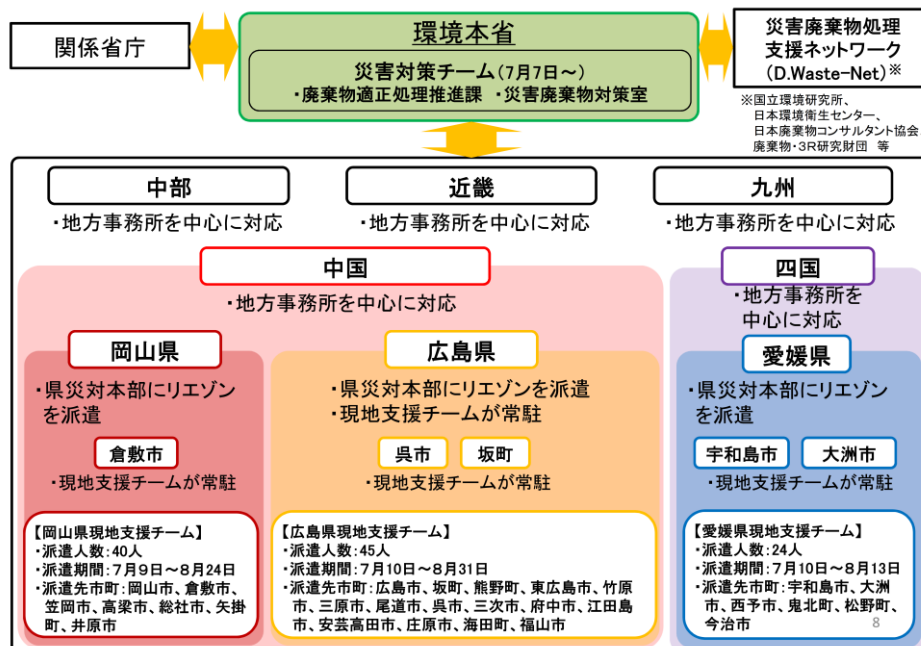 関係省庁
環境本省
災害対策チーム(7月7日～)
・廃棄物適正処理推進課 ・災害廃棄物対策室
災害廃棄物処理
支援ネットワーク
(D.Waste-Net)※
※国立環境研究所、
日本環境衛生センター、
日本廃棄物コンサルタント協会
廃棄物・3R研究財団 等
中部
・地方事務所を中心に対応
近畿
・地方事務所を中心に対応
九州
・地方事務所を中心に対応
中国
・地方事務所を中心に対応
四国
・地方事務所を
中心に対応
岡山県
・県災対本部にリエゾン
を派遣
倉敷市
・現地支援チームが常駐
【岡山県現地支援チーム】
・派遣人数:40人
・派遣期間:7月9日～8月24日
・派遣先市町:岡山市、倉敷市、
笠岡市、高梁市、総社市、矢掛
町、井原市
広島県
・県災対本部にリエゾンを派遣
・現地支援チームが常駐
呉市 坂町
・現地支援チームが常駐
【広島県現地支援チーム】
・派遣人数:45人
・派遣期間:7月10日～8月31日
・派遣先市町:広島市、坂町、熊野町、東広島市、竹原
市、三原市、尾道市、呉市、三次市、府中市、江田島
市、安芸高田市、庄原市、海田町、福山市
愛媛県
・県災対本部にリエゾン
を派遣
宇和島市 大洲市
・現地支援チームが常駐
【愛媛県現地支援チーム】
・派遣人数:24人
・派遣期間:7月10日～8月13日
・派遣先市町:宇和島市、大洲
市、西予市、鬼北町、松野町、
今治市
8